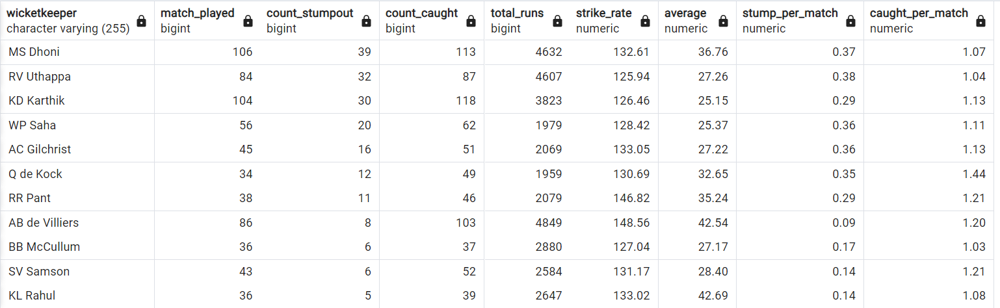 wicketkeeper match_played count_stumpout count_caught total_runs strike_rate average stump_per_match caught_per_match
character varying (255) bigint bigint bigint bigint numeric numeric numeric numeric
MS Dhoni 106 39 113 4632 132.61 36.76 0.37 1.07
RV Uthappa 84 32 87 4607 125.94 27.26 0.38 1.04
KD Karthik 104 30 118 3823 126.46 25.15 0.29 1.13
WP Saha 56 20 62 1979 128.42 25.37 0.36 1.11
AC Gilchrist 45 16 51 2069 133.05 27.22 0.36 1.13
Q de Kock 34 12 49 1959 130.69 32.65 0.35 1.44
RR Pant 38 11 46 2079 146.82 35.24 0.29 1.21
AB de Villiers 86 8 103 4849 148.56 42.54 0.09 1.20
BB McCullum 36 6 37 2880 127.04 27.17 0.17 1.03
SV Samson 43 6 52 2584 131.17 28.40 0.14 1.21
KL Rahul 36 5 39 2647 133.02 42.69 0.14 1.08